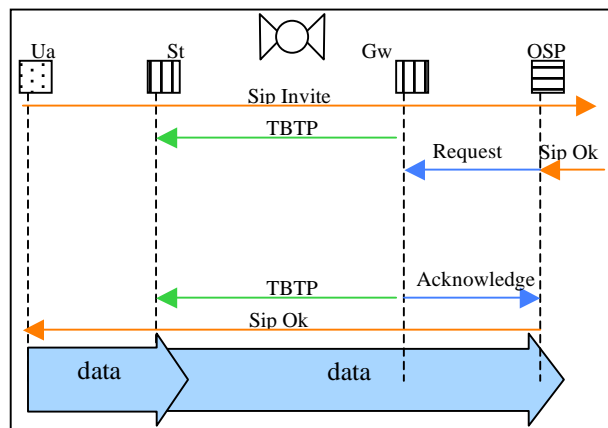 Ua St Gw OSP
Sip Invite
TBTP
Request Sip Ok
TBTP Acknowledge
Sip Ok
data data